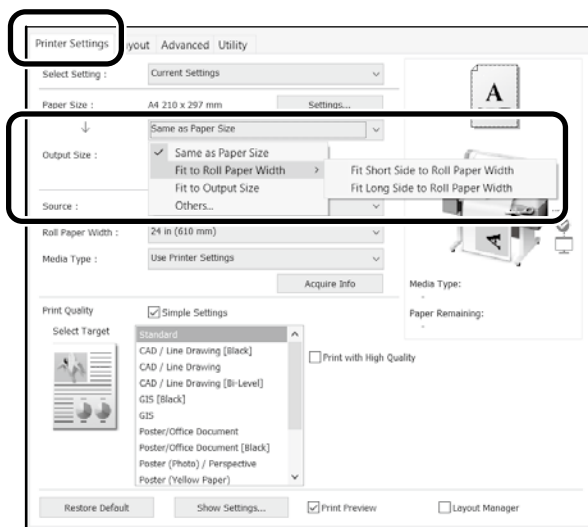 Printer Settings yout Advanced Utility
Select Setting : Current Settings
Paper Size : A4 210 x 297 mm Settings...
Same as Paper Size
Output Size :
Same as Paper Size
Fit to Roll Paper Width
Fit Short Side to Roll Paper Width
Fit to Output Size
Fit Long Side to Roll Paper Width
Others...
Source :
Roll Paper Width : 24 in (610 mm)
Media Type : Use Printer Settings
Acquire Info
A
A
Media Type:
-
Paper Remaining:
-
Print Quality Simple Settings
Select Target
Standard
CAD / Line Drawing [Black]
CAD / Line Drawing
CAD / Line Drawing [Bi-Level]
GIS [Black]
GIS
Poster/Office Document
Poster/Office Document [Black]
Poster (Photo) / Perspective
Poster (Yellow Paper)
Print with High Quality
Restore Default Show Settings... Print Preview Layout Manager